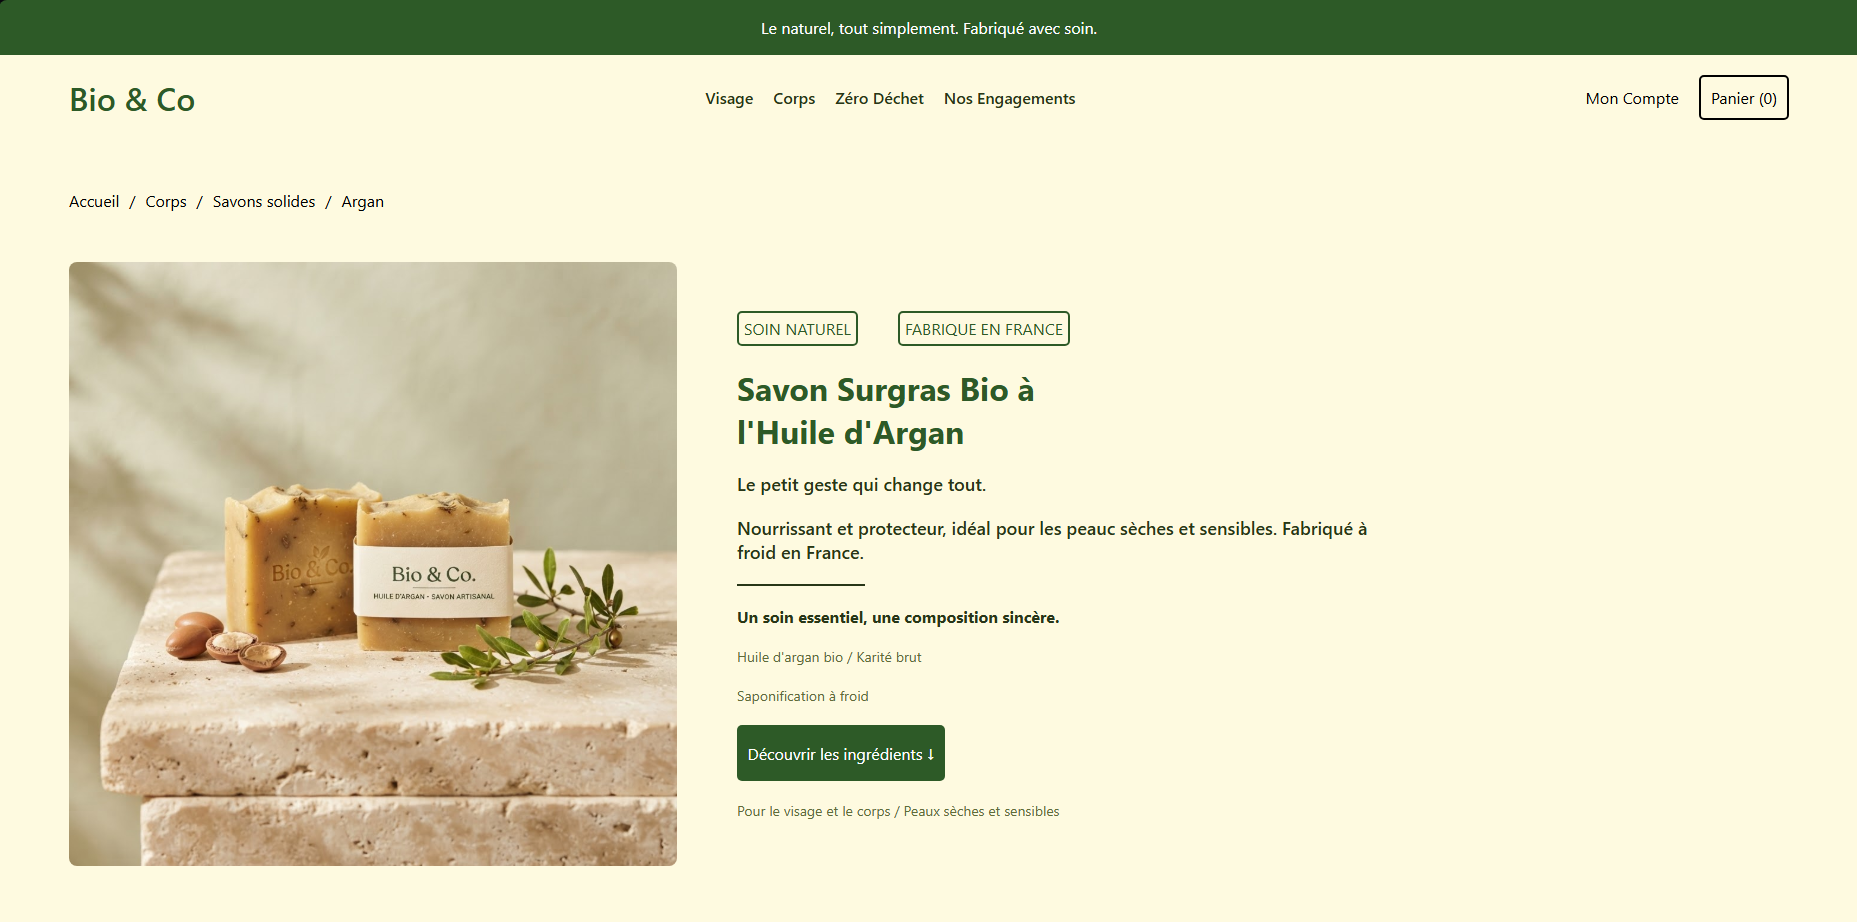 Le naturel, tout simplement. Fabriqué avec soin.
Bio & Co
Visage Corps Zéro Déchet Nos Engagements
Mon Compte Panier (0)
Accueil / Corps / Savons solides / Argan
Bio & Co.
Bio & Co.
HUILE D'ARGAN - SAVON ARTISANAL
SOIN NATUREL FABRIQUE EN FRANCE
Savon Surgras Bio à
l'Huile d'Argan
Le petit geste qui change tout.
Nourrissant et protecteur, idéal pour les peauc sèches et sensibles. Fabriqué à
froid en France.
Un soin essentiel, une composition sincère.
Huile d'argan bio / Karité brut
Saponification à froid
Découvrir les ingrédients ↓
Pour le visage et le corps / Peaux sèches et sensibles